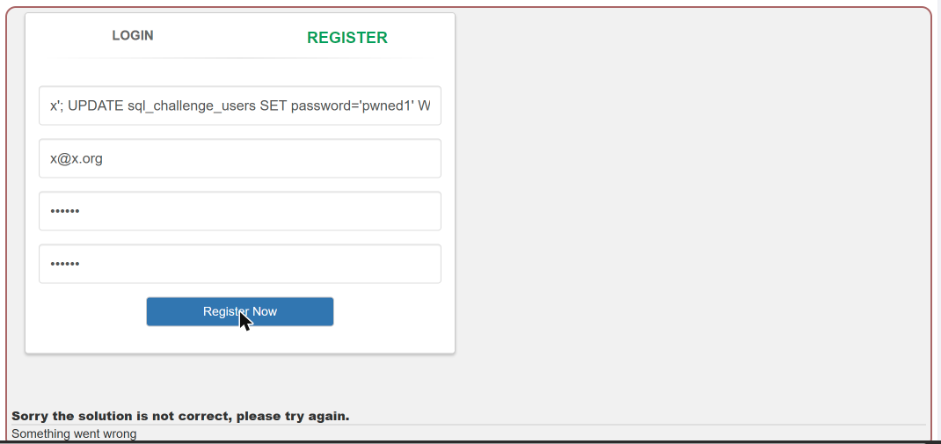 LOGIN REGISTER
x'; UPDATE sql_challenge_users SET password='pwned1' W
x@x.org
••••••
••••••
Register Now
Sorry the solution is not correct, please try again.
Something went wrong